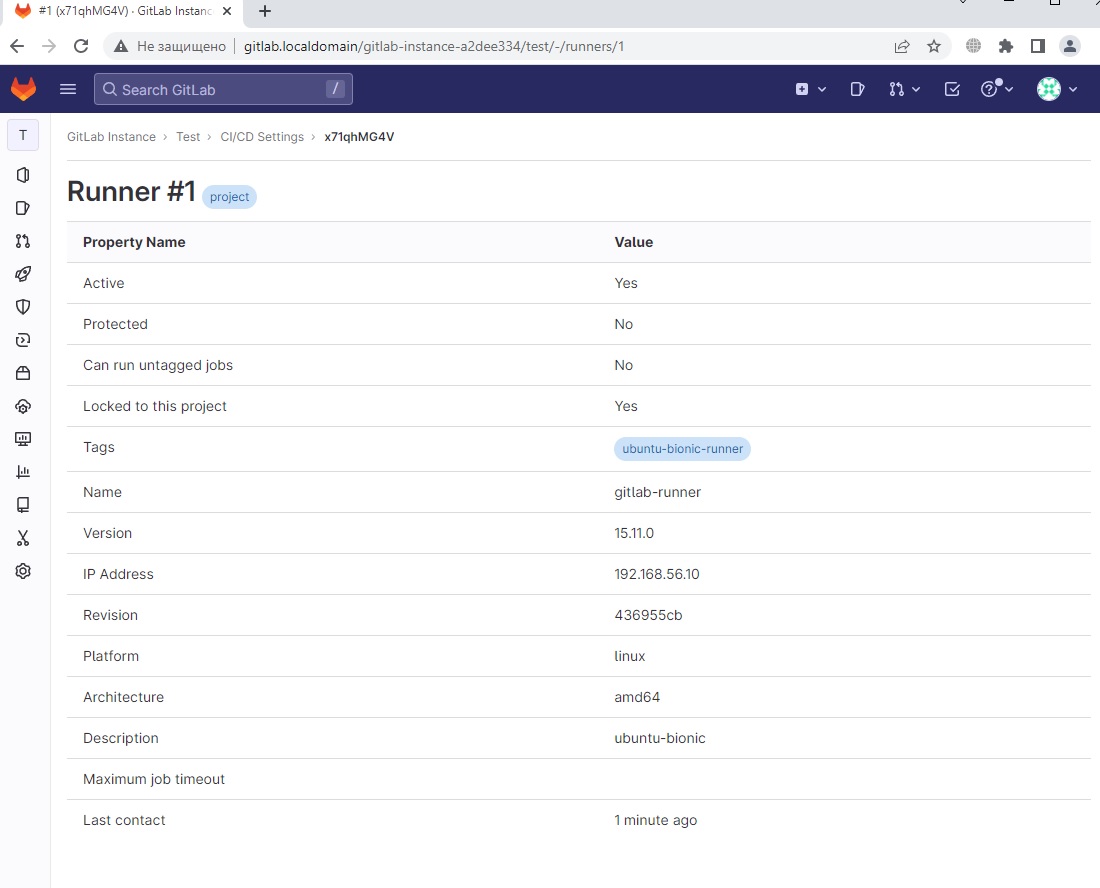 #1 (x71qhMG4V) · GitLab Instanc
Не защищено gitlab.localdomain/gitlab-instance-a2dee334/test/-/runners/1
Search GitLab /
T
GitLab Instance › Test › CI/CD Settings › x71qhMG4V
Runner #1 project
Property Name Value
Active Yes
Protected No
Can run untagged jobs No
Locked to this project Yes
Tags ubuntu-bionic-runner
Name gitlab-runner
Version 15.11.0
IP Address 192.168.56.10
Revision 436955cb
Platform linux
Architecture amd64
Description ubuntu-bionic
Maximum job timeout
Last contact 1 minute ago